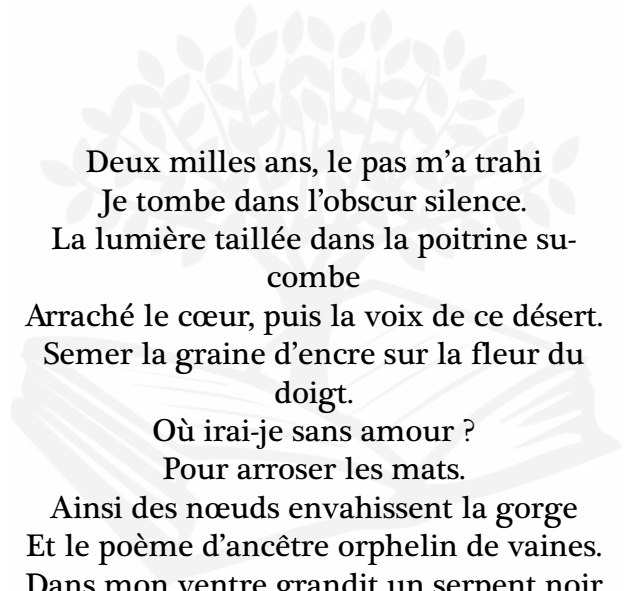 Deux milles ans, le pas m’a trahi
Je tombe dans l’obscur silence.
La lumière taillée dans la poitrine su-
combe
Arraché le cœur, puis la voix de ce désert.
Semer la graine d’encre sur la fleur du
doigt.
Où irai-je sans amour ?
Pour arroser les mats.
Ainsi des nœuds envahissent la gorge
Et le poème d’ancêtre orphelin de vaines.
Dans mon ventre grandit un serpent noir